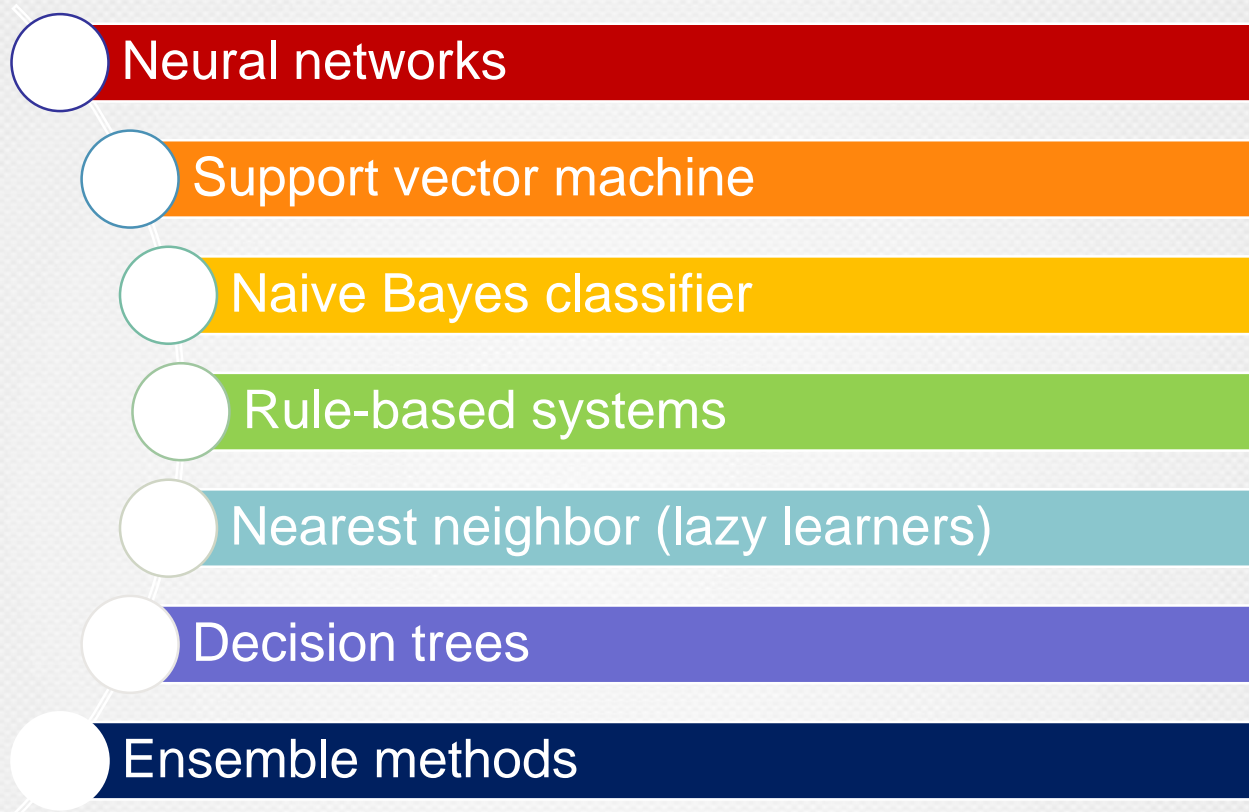 Neural networks
Support vector machine
Naive Bayes classifier
Rule-based systems
Nearest neighbor (lazy learners)
Decision trees
Ensemble methods